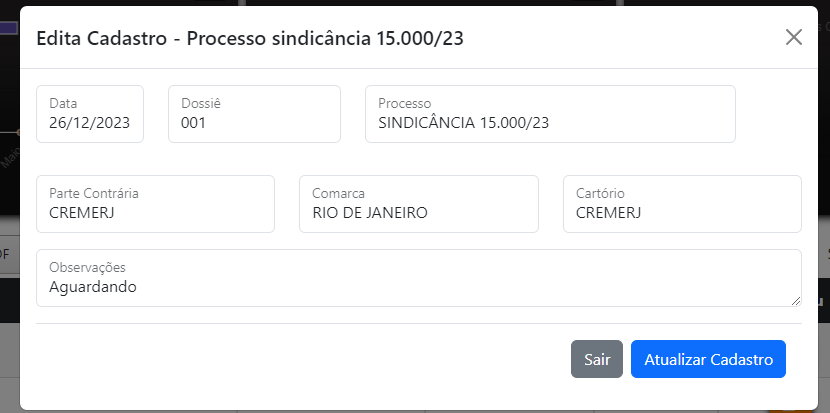 Edita Cadastro - Processo sindicância 15.000/23
Data
Dossiê
Processo
26/12/2023
001
SINDICÂNCIA 15.000/23
Parte Contrária
Comarca
Cartório
CREMERJ
RIO DE JANEIRO
CREMERJ
Observações
Aguardando
Sair
Atualizar Cadastro